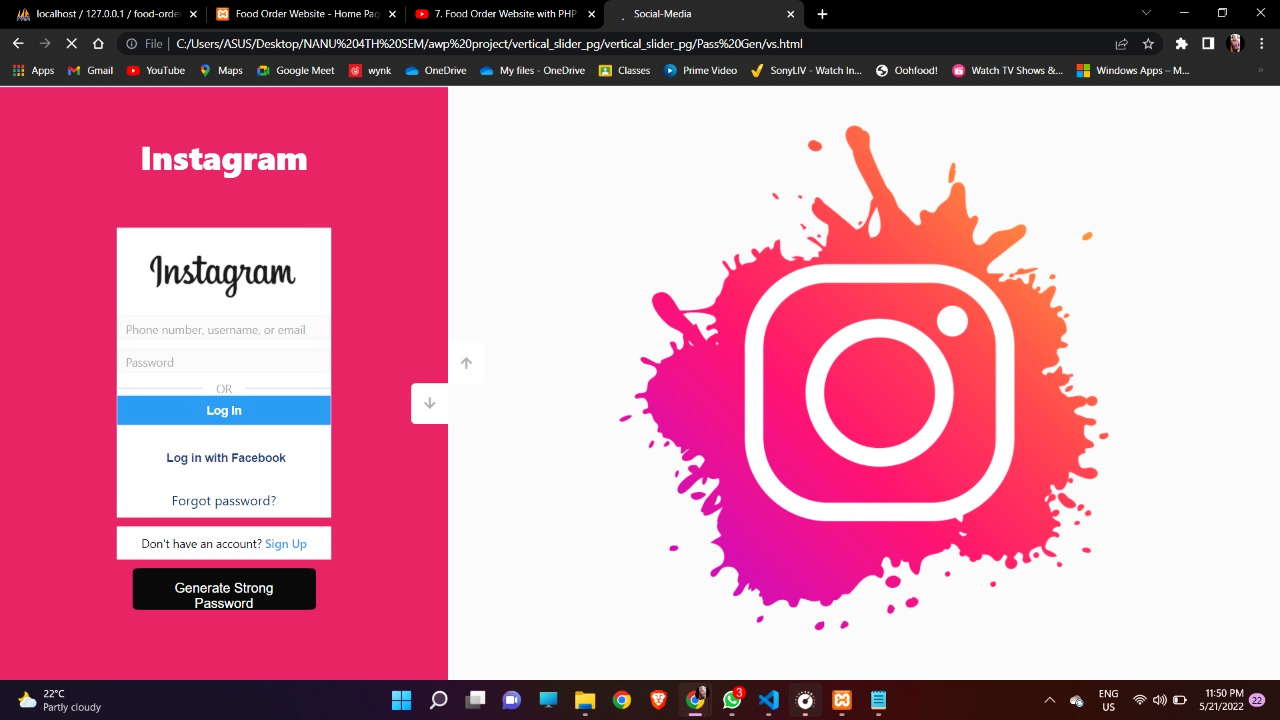 localhost / 127.0.0.1 / food-order
Food Order Website - Home Pag
7. Food Order Website with PHP
Social-Media
File
C:/Users/ASUS/Desktop/NANU%204TH%20SEM/awp%20project/vertical_slider_pg/vertical_slider_pg/Pass%20Gen/vs.html
Apps
Gmail
YouTube
Maps
Google Meet
wynk
OneDrive
My files - OneDrive
Classes
Prime Video
SonyLIV - Watch In...
Oohfood!
Watch TV Shows &...
Windows Apps – M...
»
Instagram
Instagram
Phone number, username, or email
Password
OR
Log In
Log in with Facebook
Forgot password?
Don't have an account? Sign Up
Generate Strong
Password
22°C
Partly cloudy
3
ENG
US
11:50 PM
5/21/2022
22